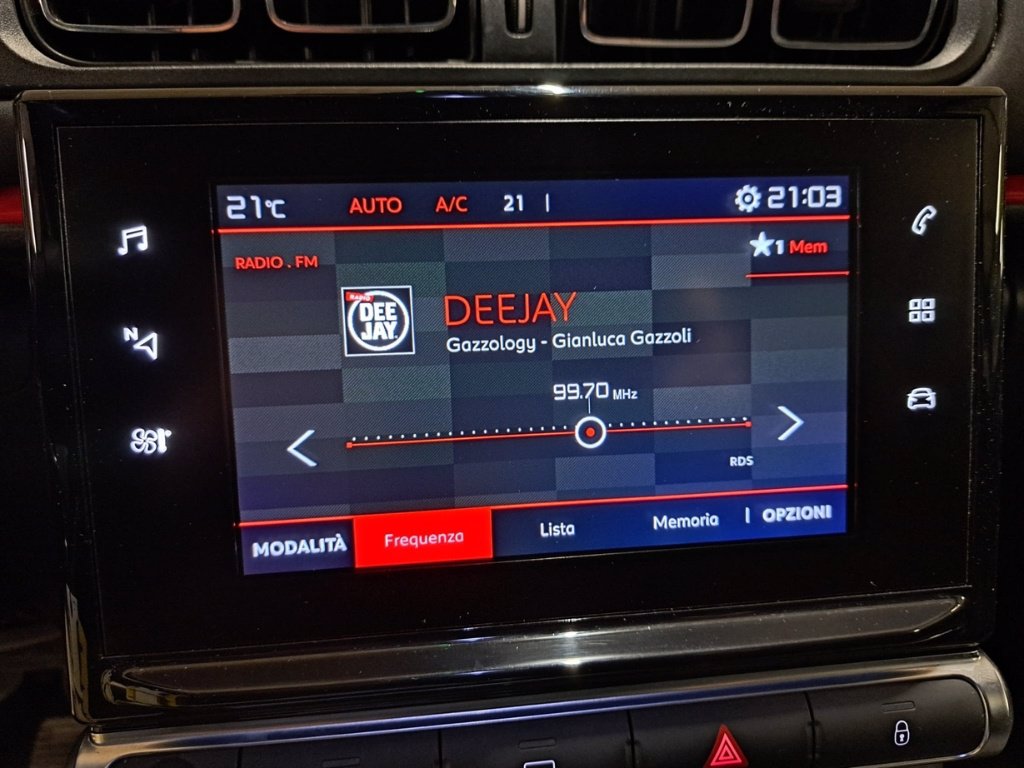 21°C AUTO A/C 21 21:03
RADIO . FM
1 Mem
RADIO
DEE
JAY.
DEEJAY
Gazzology - Gianluca Gazzoli
99.70 MHz
N
RDS
MODALITÀ Frequenza Lista Memoria OPZIONI